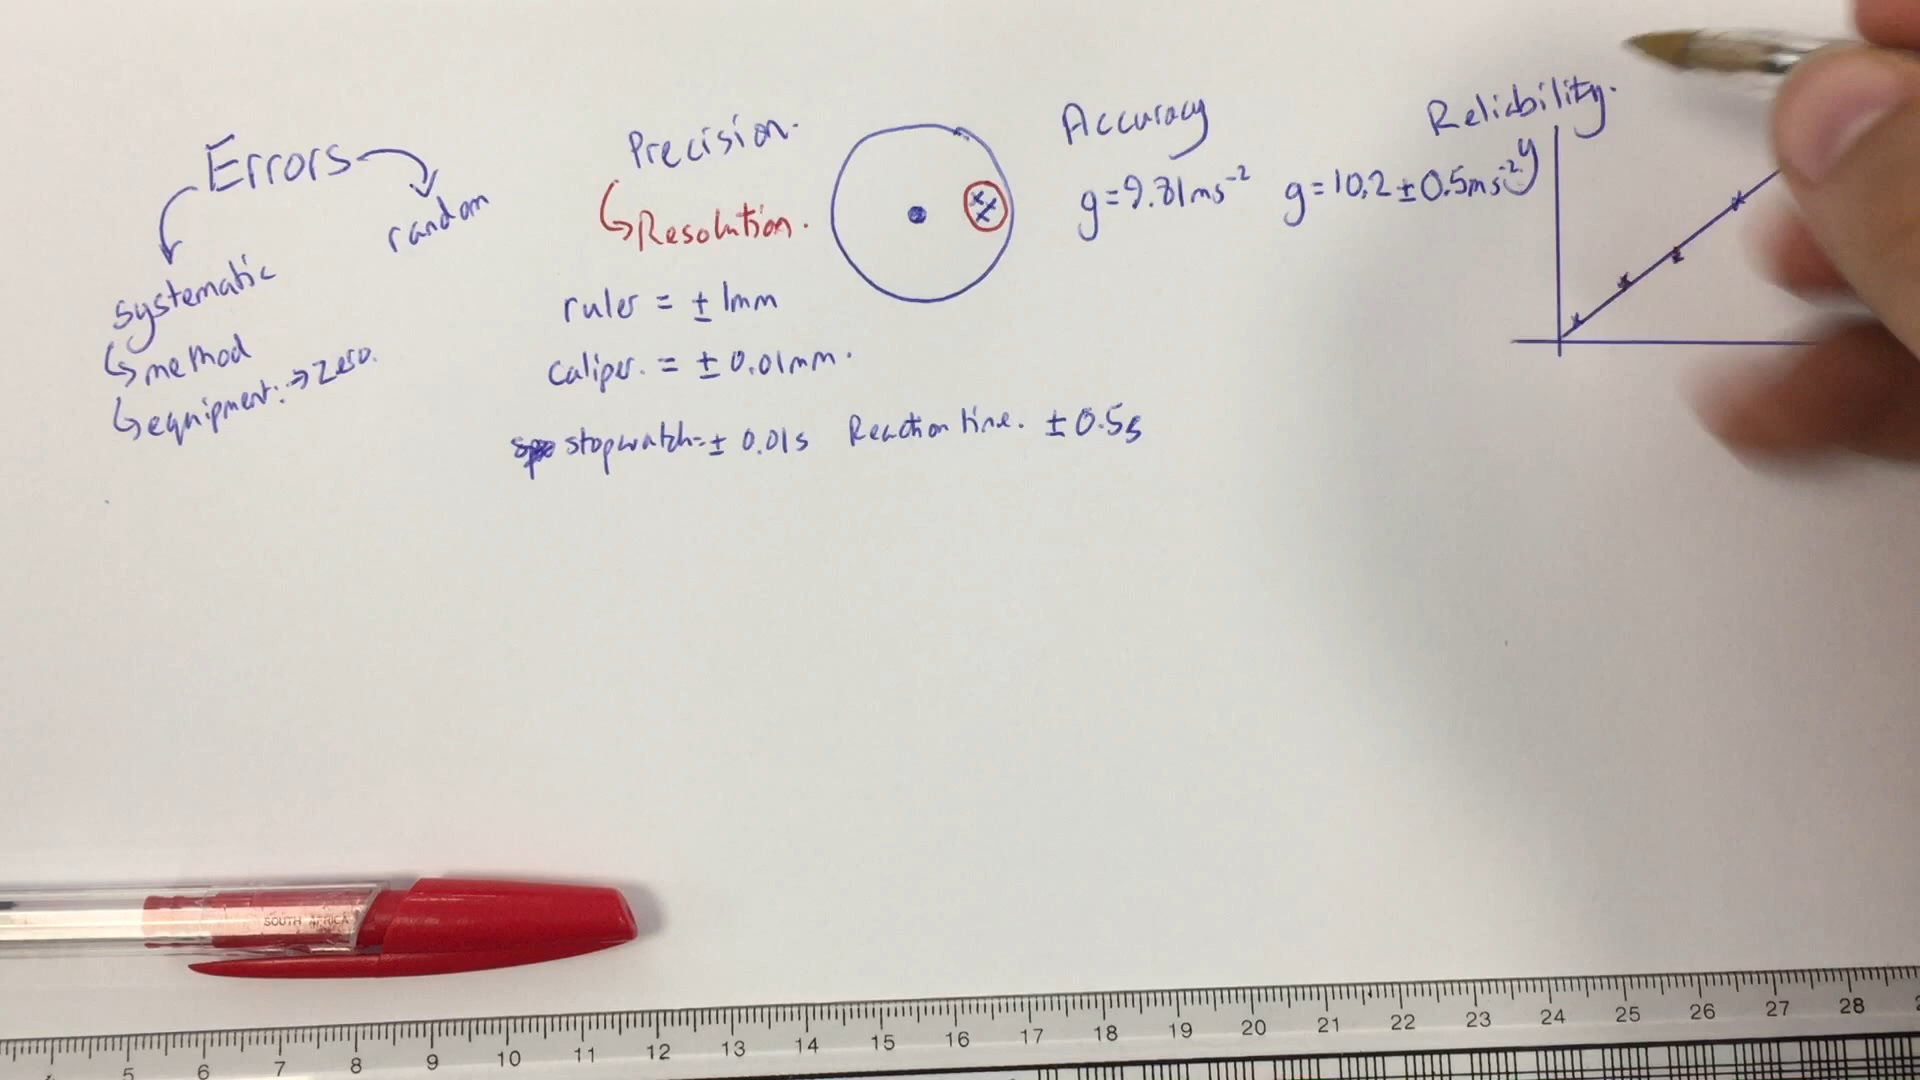 Errors
random
systematic
method
equipment: → zero.
Precision.
Resolution.
ruler = ± 1mm
caliper. = ± 0.01mm.
stopwatch = ± 0.01s Reaction time. ± 0.5s
Accuracy
g = 9.81ms⁻² g = 10.2 ± 0.5ms⁻²
Reliability.
y
SOUTH AFRICA
5 6 7 8 9 10 11 12 13 14 15 16 17 18 19 20 21 22 23 24 25 26 27 28